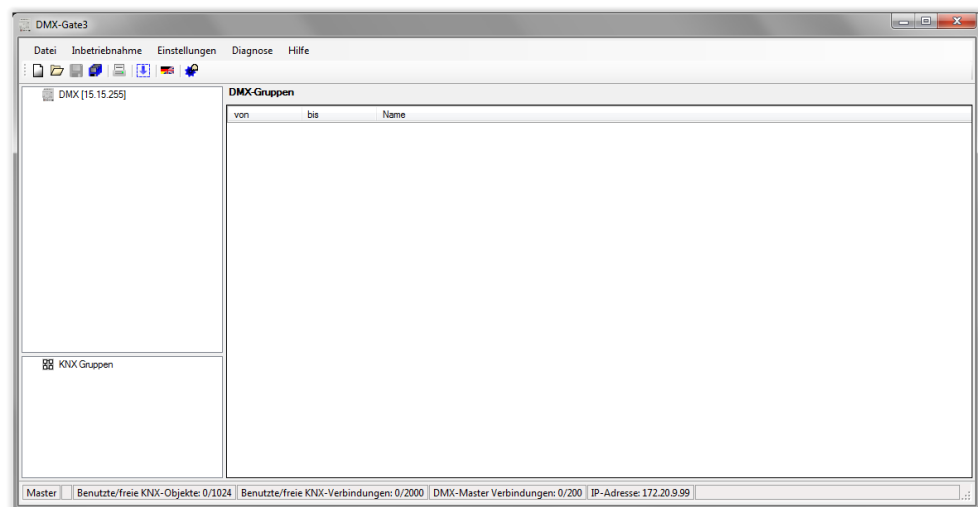 DMX-Gate3
Datei Inbetriebnahme Einstellungen Diagnose Hilfe
DMX [15.15.255]
DMX-Gruppen
von bis Name
KNX Gruppen
Master Benutzte/freie KNX-Objekte: 0/1024 Benutzte/freie KNX-Verbindungen: 0/2000 DMX-Master Verbindungen: 0/200 IP-Adresse: 172.20.9.99